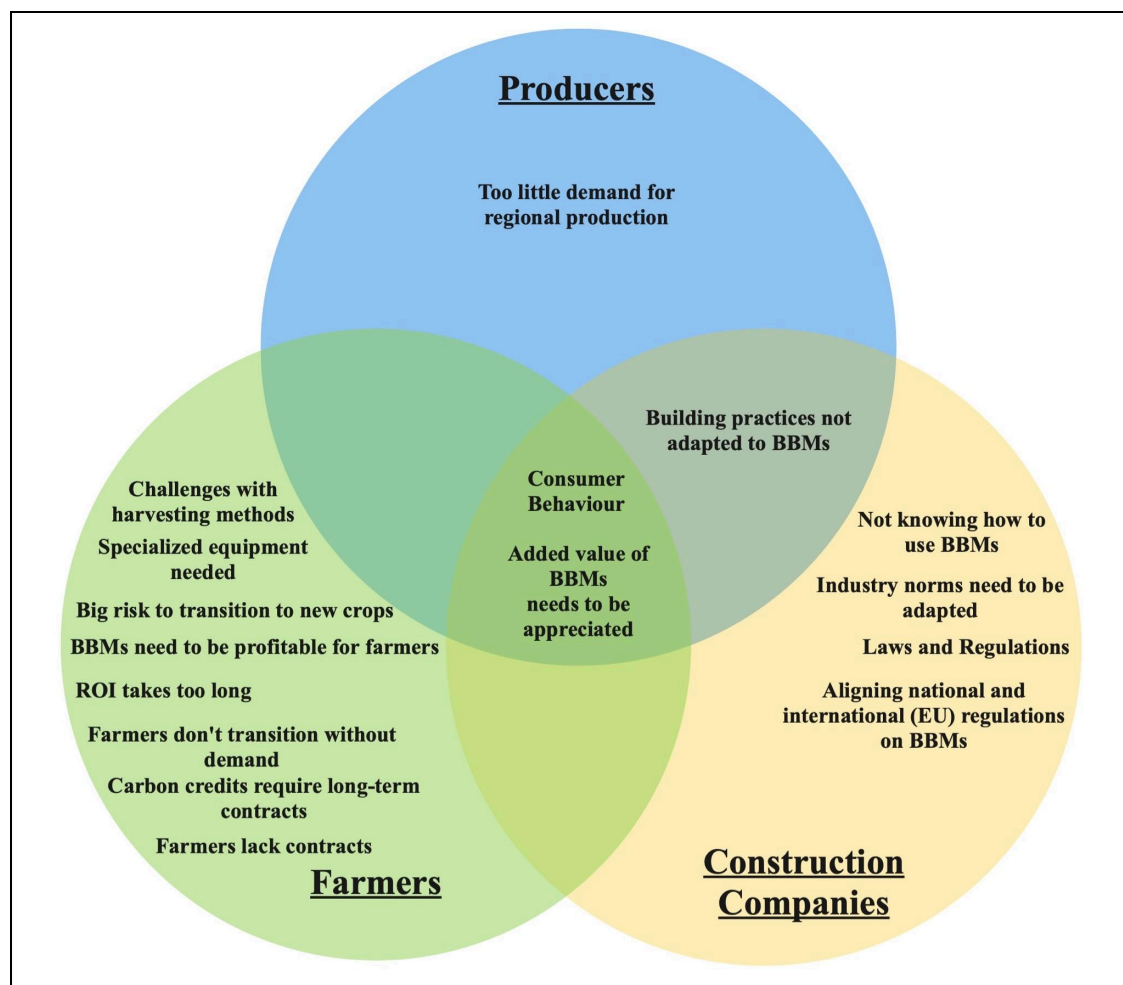 Producers
Too little demand for
regional production
Building practices not
adapted to BBMs
Consumer
Behaviour
Added value of
BBMs
needs to be
appreciated
Challenges with
harvesting methods
Specialized equipment
needed
Big risk to transition to new crops
BBMs need to be profitable for farmers
ROI takes too long
Farmers don't transition without
demand
Carbon credits require long-term
contracts
Farmers lack contracts
Farmers
Not knowing how to
use BBMs
Industry norms need to be
adapted
Laws and Regulations
Aligning national and
international (EU) regulations
on BBMs
Construction
Companies